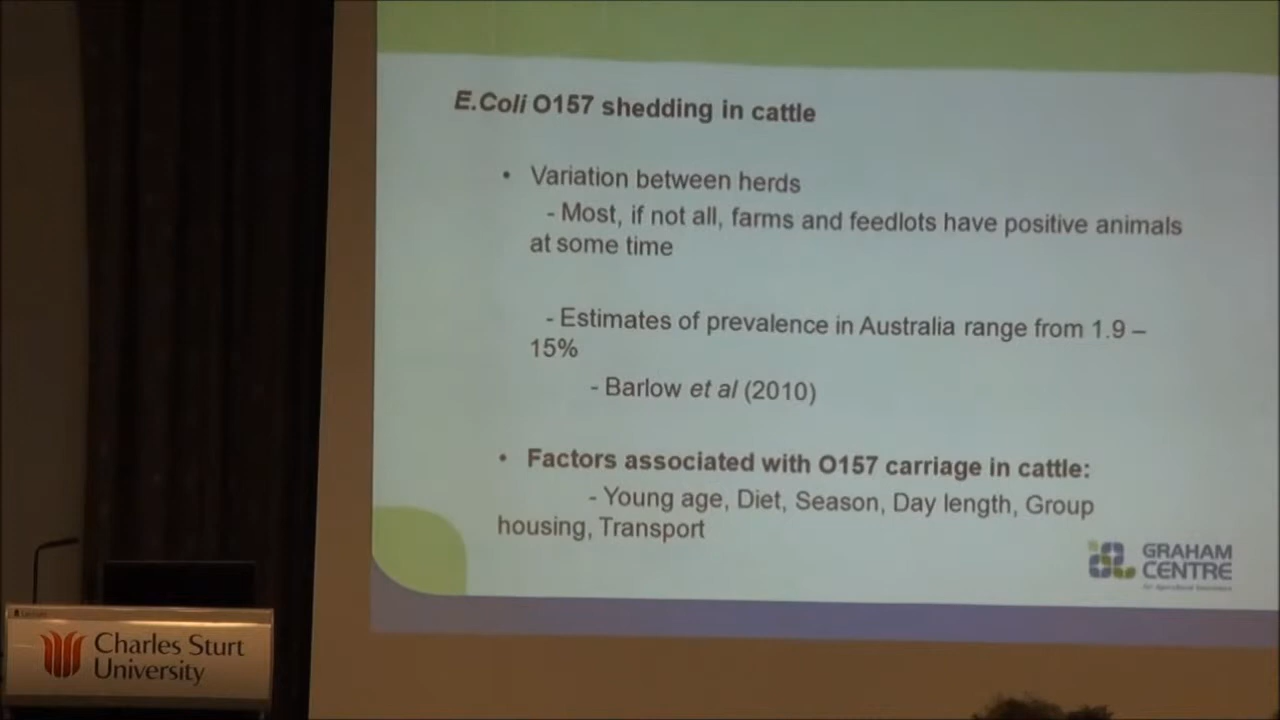 E.Coli O157 shedding in cattle
• Variation between herds
- Most, if not all, farms and feedlots have positive animals
at some time
- Estimates of prevalence in Australia range from 1.9 –
15%
- Barlow et al (2010)
• Factors associated with O157 carriage in cattle:
- Young age, Diet, Season, Day length, Group
housing, Transport
GRAHAM
CENTRE
Charles Sturt
University